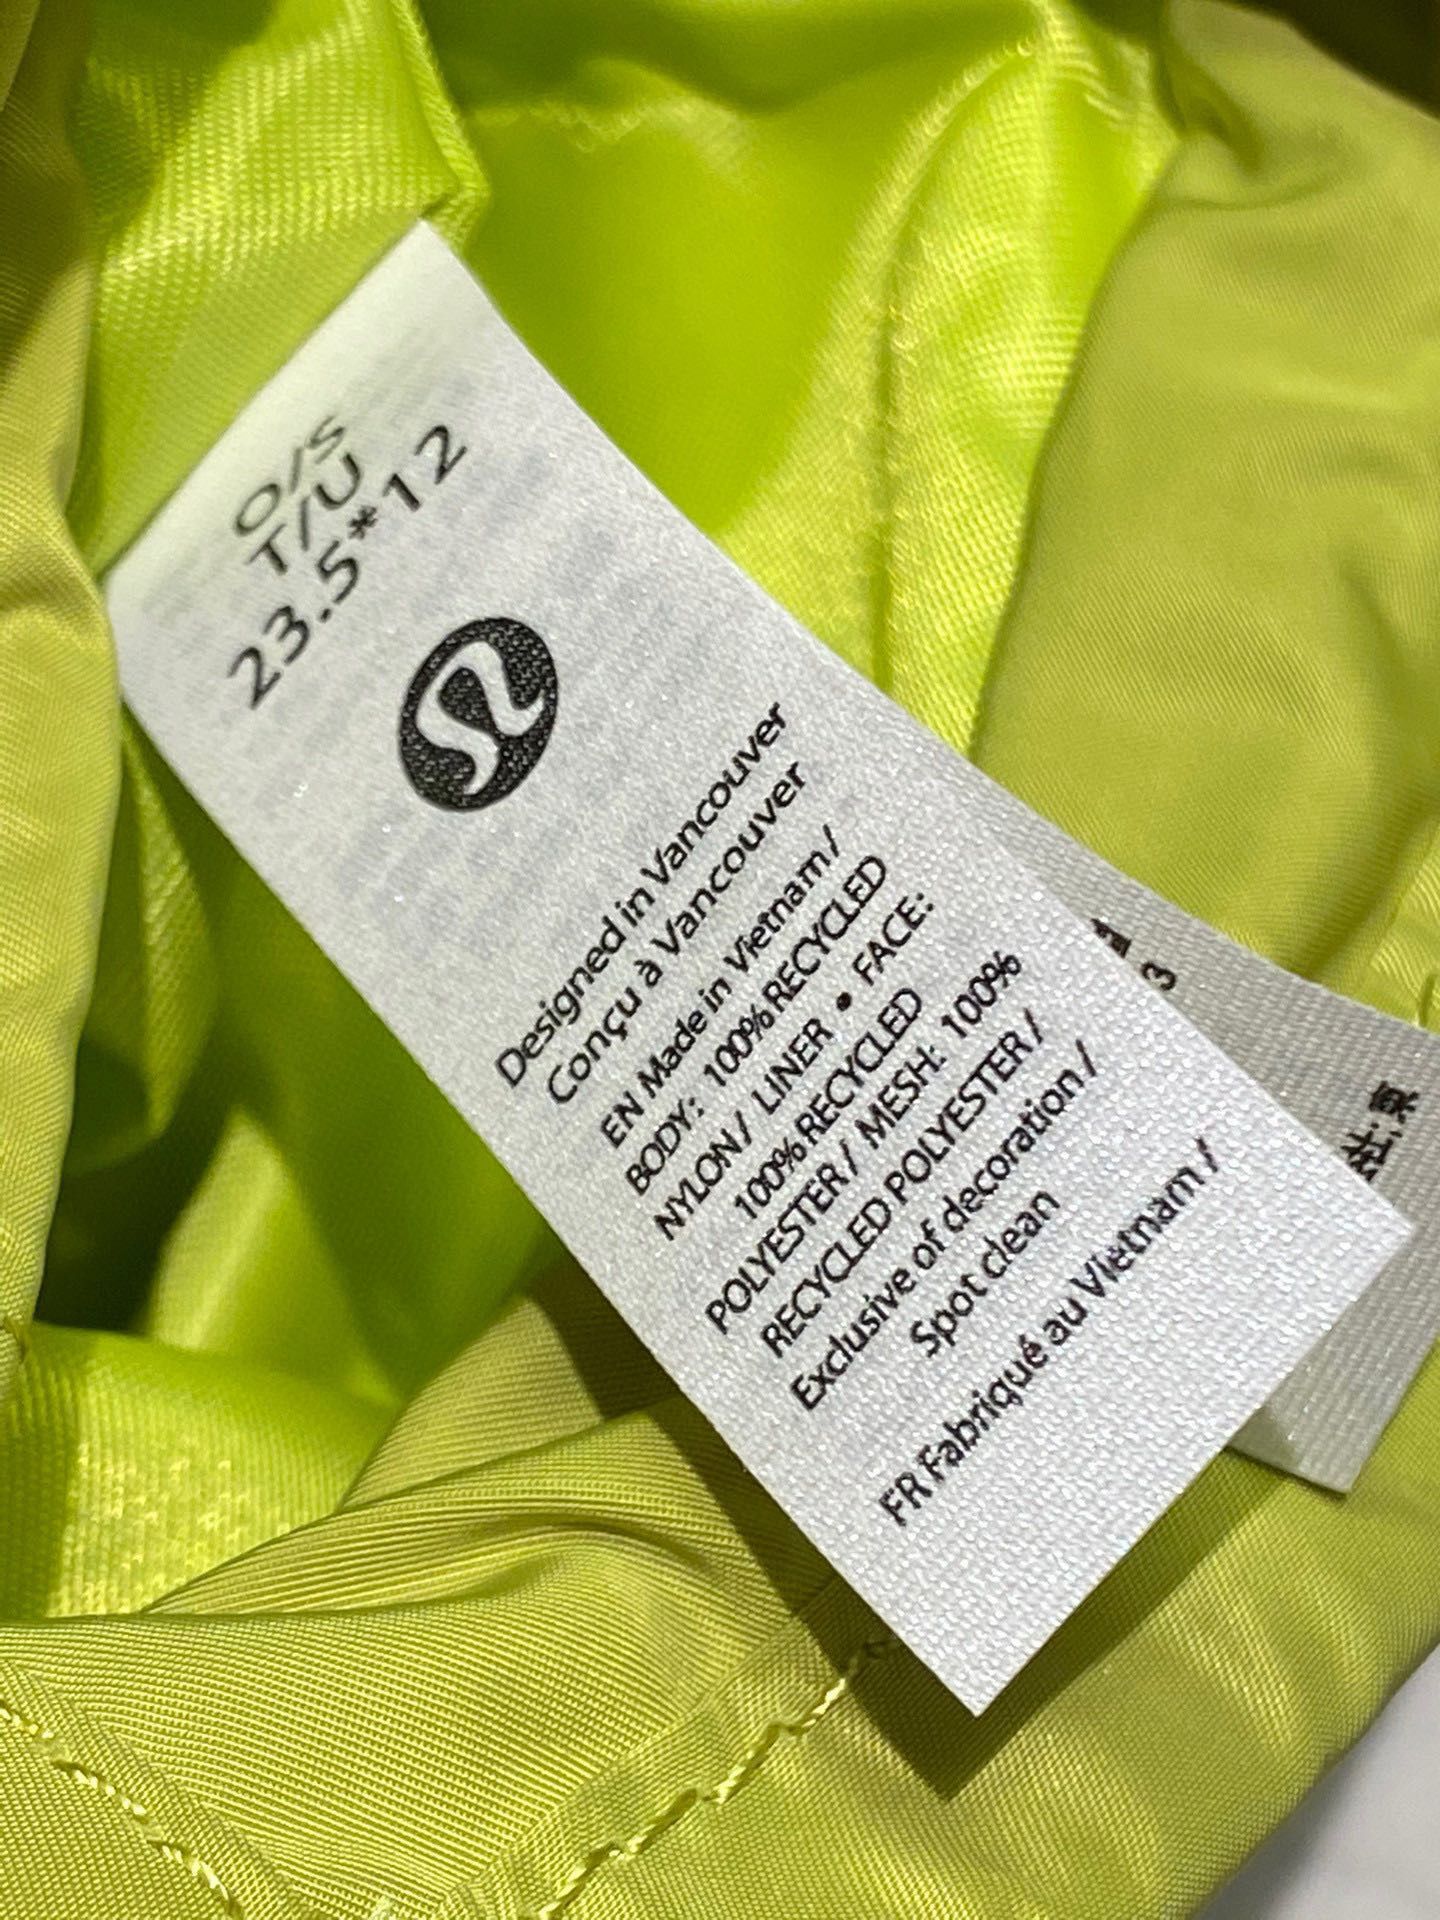 O/S
T/U
23.5*12
Designed in Vancouver
Conçu à Vancouver
EN Made in Vietnam /
BODY: 100% RECYCLED
NYLON / LINER • FACE:
100% RECYCLED
POLYESTER / MESH: 100%
RECYCLED POLYESTER /
Exclusive of decoration /
Spot clean
FR Fabriqué au Vietnam /
3